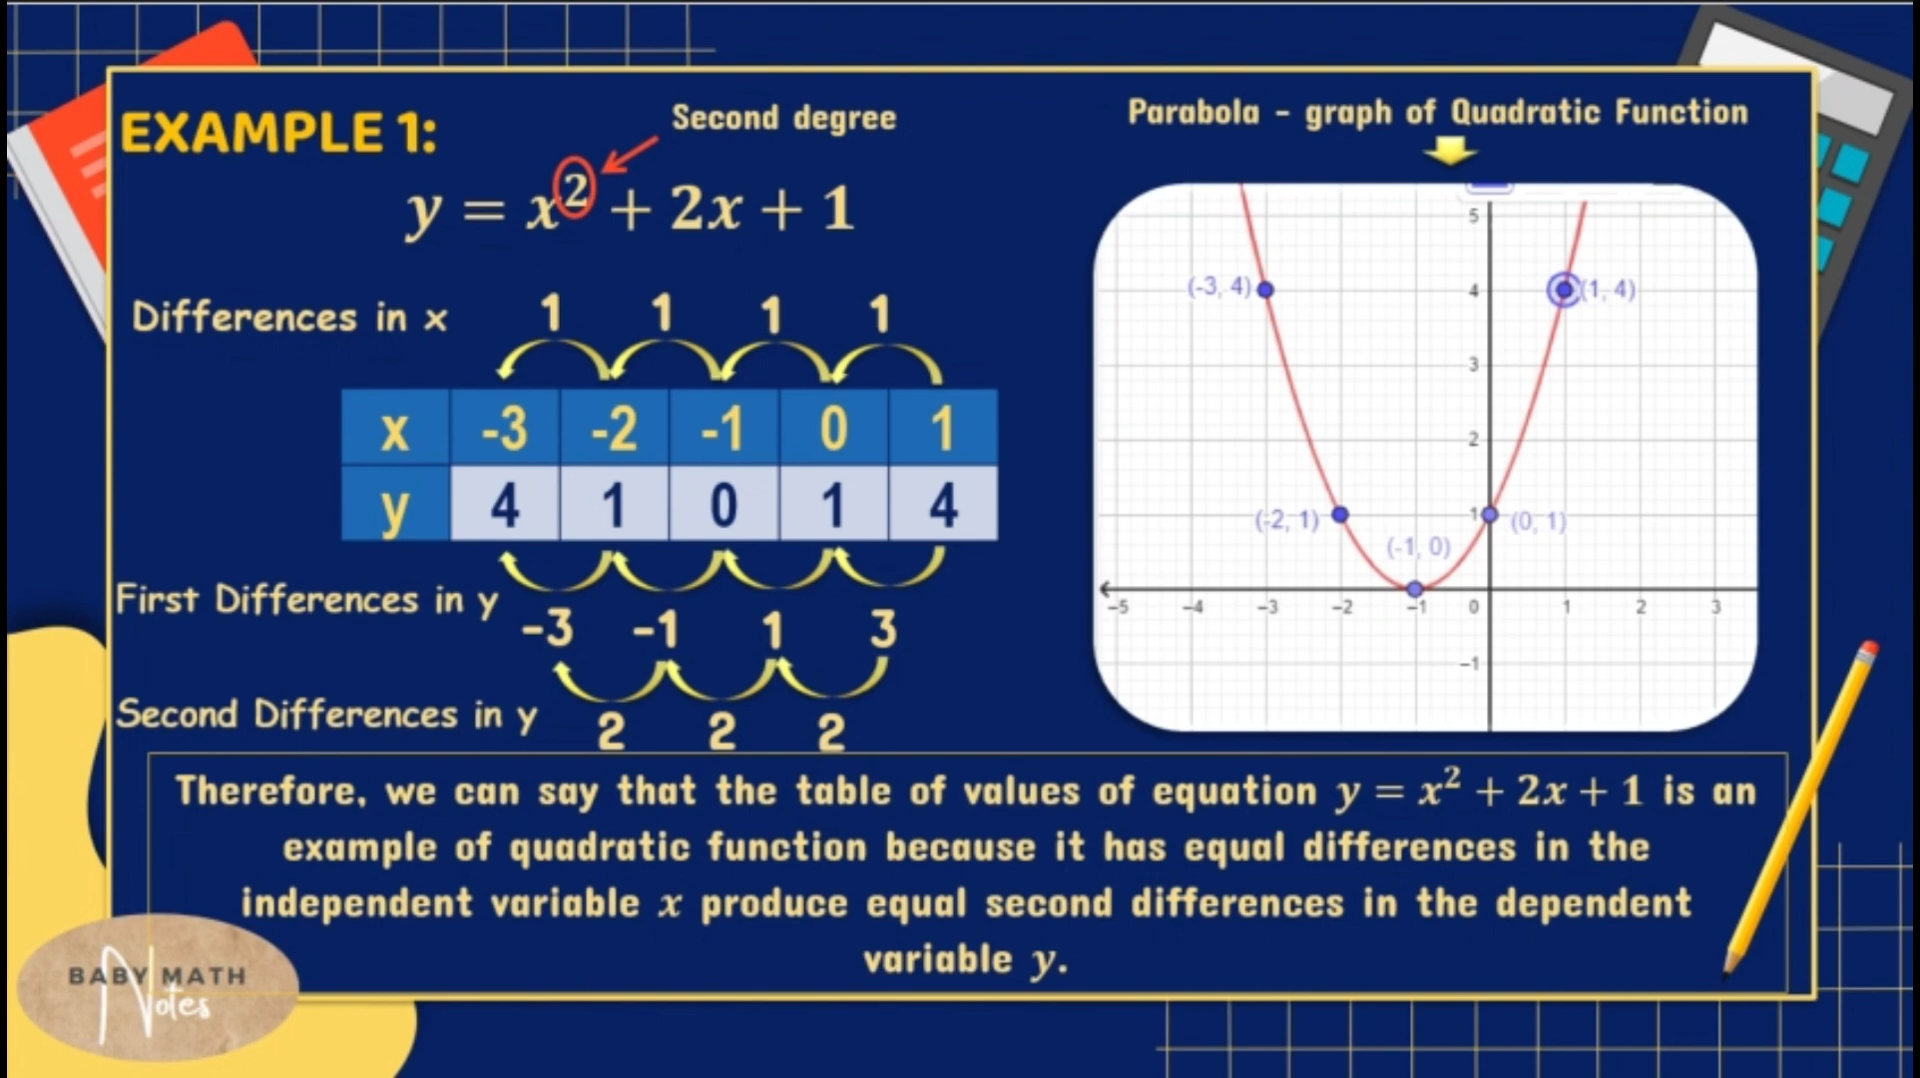 EXAMPLE 1:
Second degree
y = x² + 2x + 1
Differences in x
1 1 1 1
x -3 -2 -1 0 1
y 4 1 0 1 4
First Differences in y
-3 -1 1 3
Second Differences in y
2 2 2
Parabola - graph of Quadratic Function
5
(-3, 4) 4 (1, 4)
3
2
(-2, 1) 1 (0, 1)
(-1, 0)
-5 -4 -3 -2 -1 0 1 2 3
-1
Therefore, we can say that the table of values of equation y = x² + 2x + 1 is an
example of quadratic function because it has equal differences in the
independent variable x produce equal second differences in the dependent
variable y.
BABY MATH
Notes